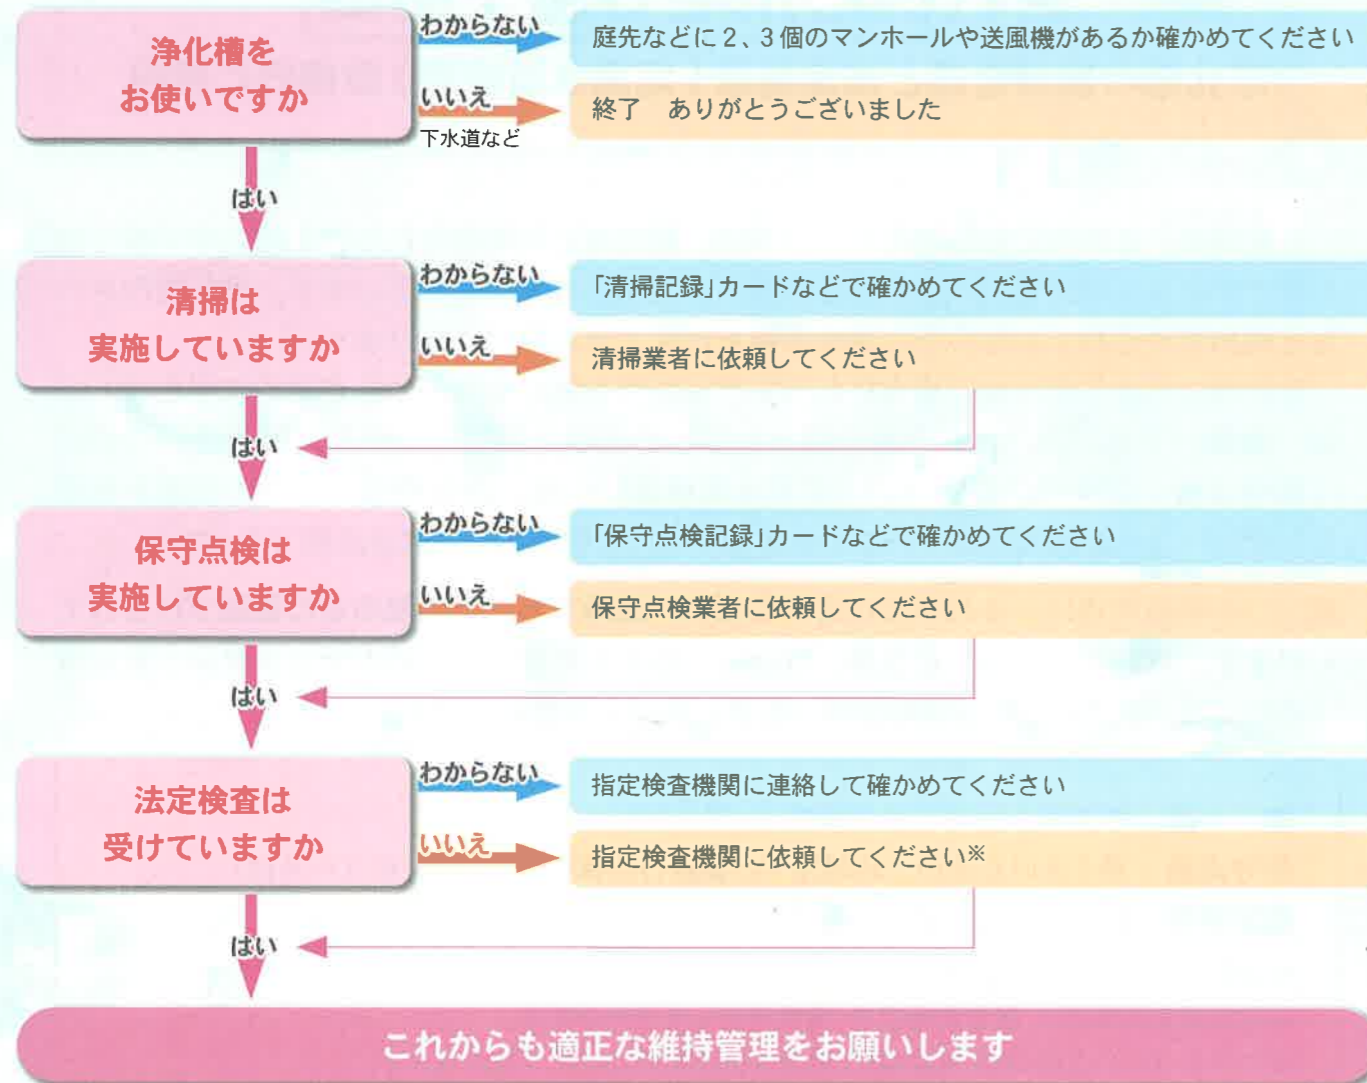 浄化槽を
お使いですか
わからない
庭先などに2、3個のマンホールや送風機があるか確かめてください
いいえ
下水道など
終了　ありがとうございました
はい
清掃は
実施していますか
わからない
「清掃記録」カードなどで確かめてください
いいえ
清掃業者に依頼してください
はい
保守点検は
実施していますか
わからない
「保守点検記録」カードなどで確かめてください
いいえ
保守点検業者に依頼してください
はい
法定検査は
受けていますか
わからない
指定検査機関に連絡して確かめてください
いいえ
指定検査機関に依頼してください※
はい
これからも適正な維持管理をお願いします